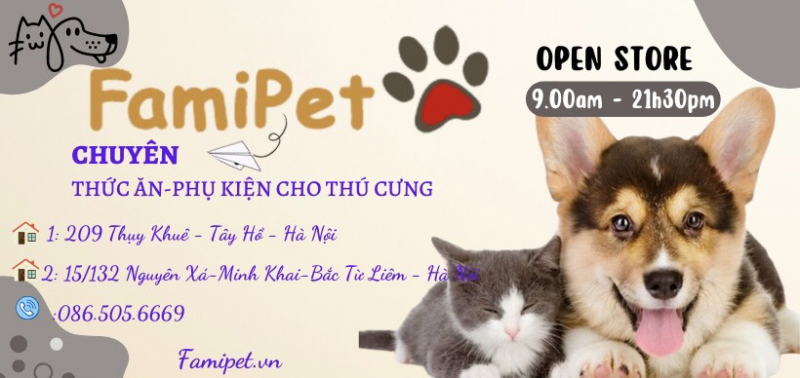 FamiPet
OPEN STORE
9.00am - 21h30pm
CHUYÊN
THỨC ĂN-PHỤ KIỆN CHO THÚ CƯNG
1: 209 Thụy Khuê - Tây Hồ - Hà Nội
2: 15/132 Nguyên Xá-Minh Khai-Bắc Từ Liêm - Hà Nội
:086.505.6669
Famipet.vn